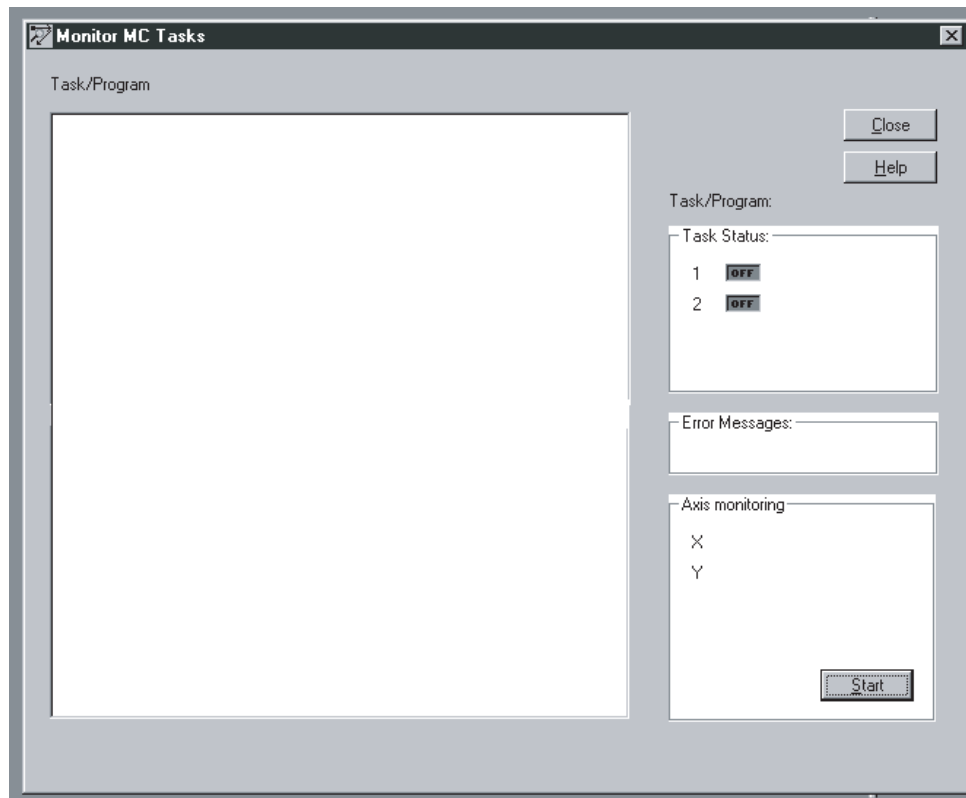 Monitor MC Tasks
Task/Program
Close
Help
Task/Program:
Task Status:
1 OFF
2 OFF
Error Messages:
Axis monitoring
X
Y
Start